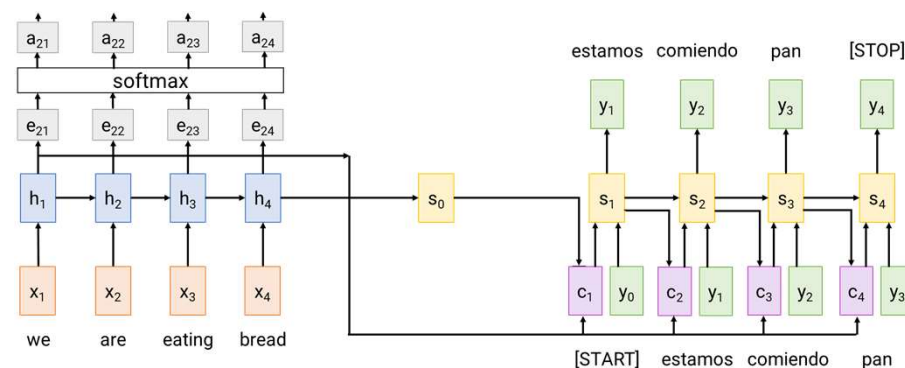 a21 a22 a23 a24
softmax
e21 e22 e23 e24
estamos comiendo pan [STOP]
y1 y2 y3 y4
h1 h2 h3 h4 s0 s1 s2 s3 s4
x1 x2 x3 x4 c1 y0 c2 y1 c3 y2 c4 y3
we are eating bread
[START] estamos comiendo pan